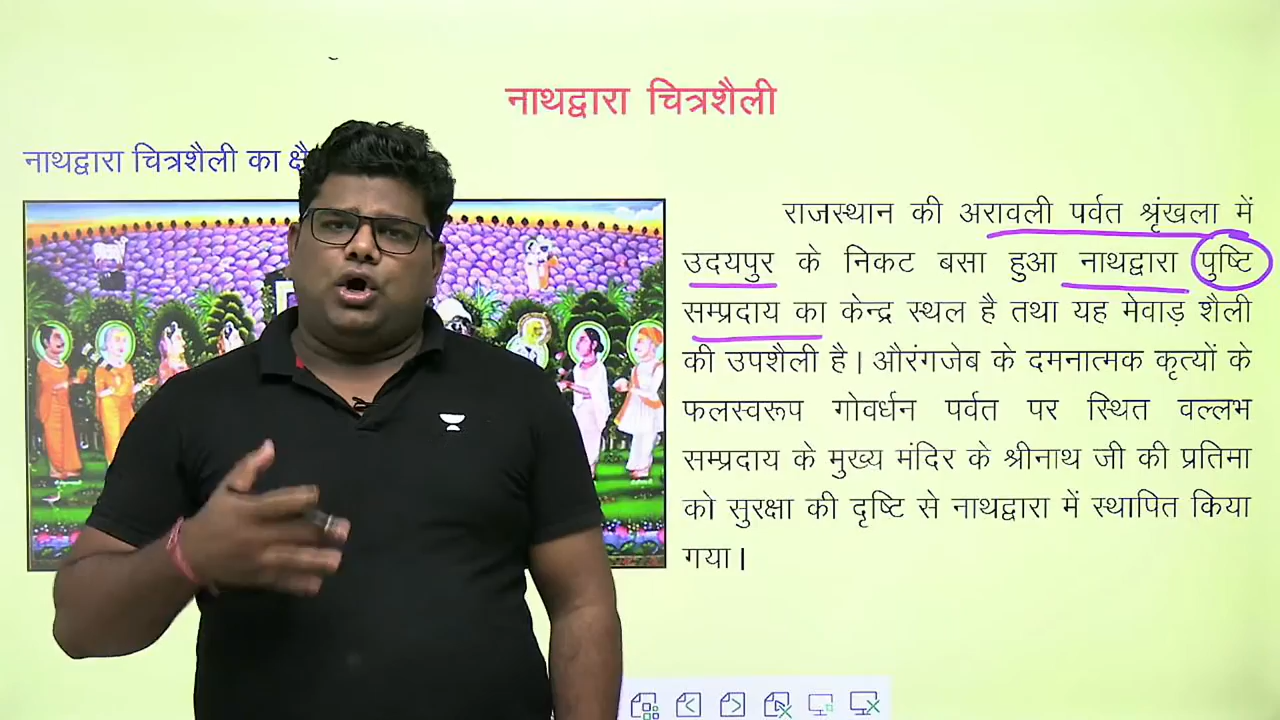 नाथद्वारा चित्रशैली
नाथद्वारा चित्रशैली का
राजस्थान की अरावली पर्वत श्रृंखला में
उदयपुर के निकट बसा हुआ नाथद्वारा पुष्टि
सम्प्रदाय का केन्द्र स्थल है तथा यह मेवाड़ शैली
की उपशैली है। औरंगजेब के दमनात्मक कृत्यों के
फलस्वरूप गोवर्धन पर्वत पर स्थित वल्लभ
सम्प्रदाय के मुख्य मंदिर के श्रीनाथ जी की प्रतिमा
को सुरक्षा की दृष्टि से नाथद्वारा में स्थापित किया
गया।